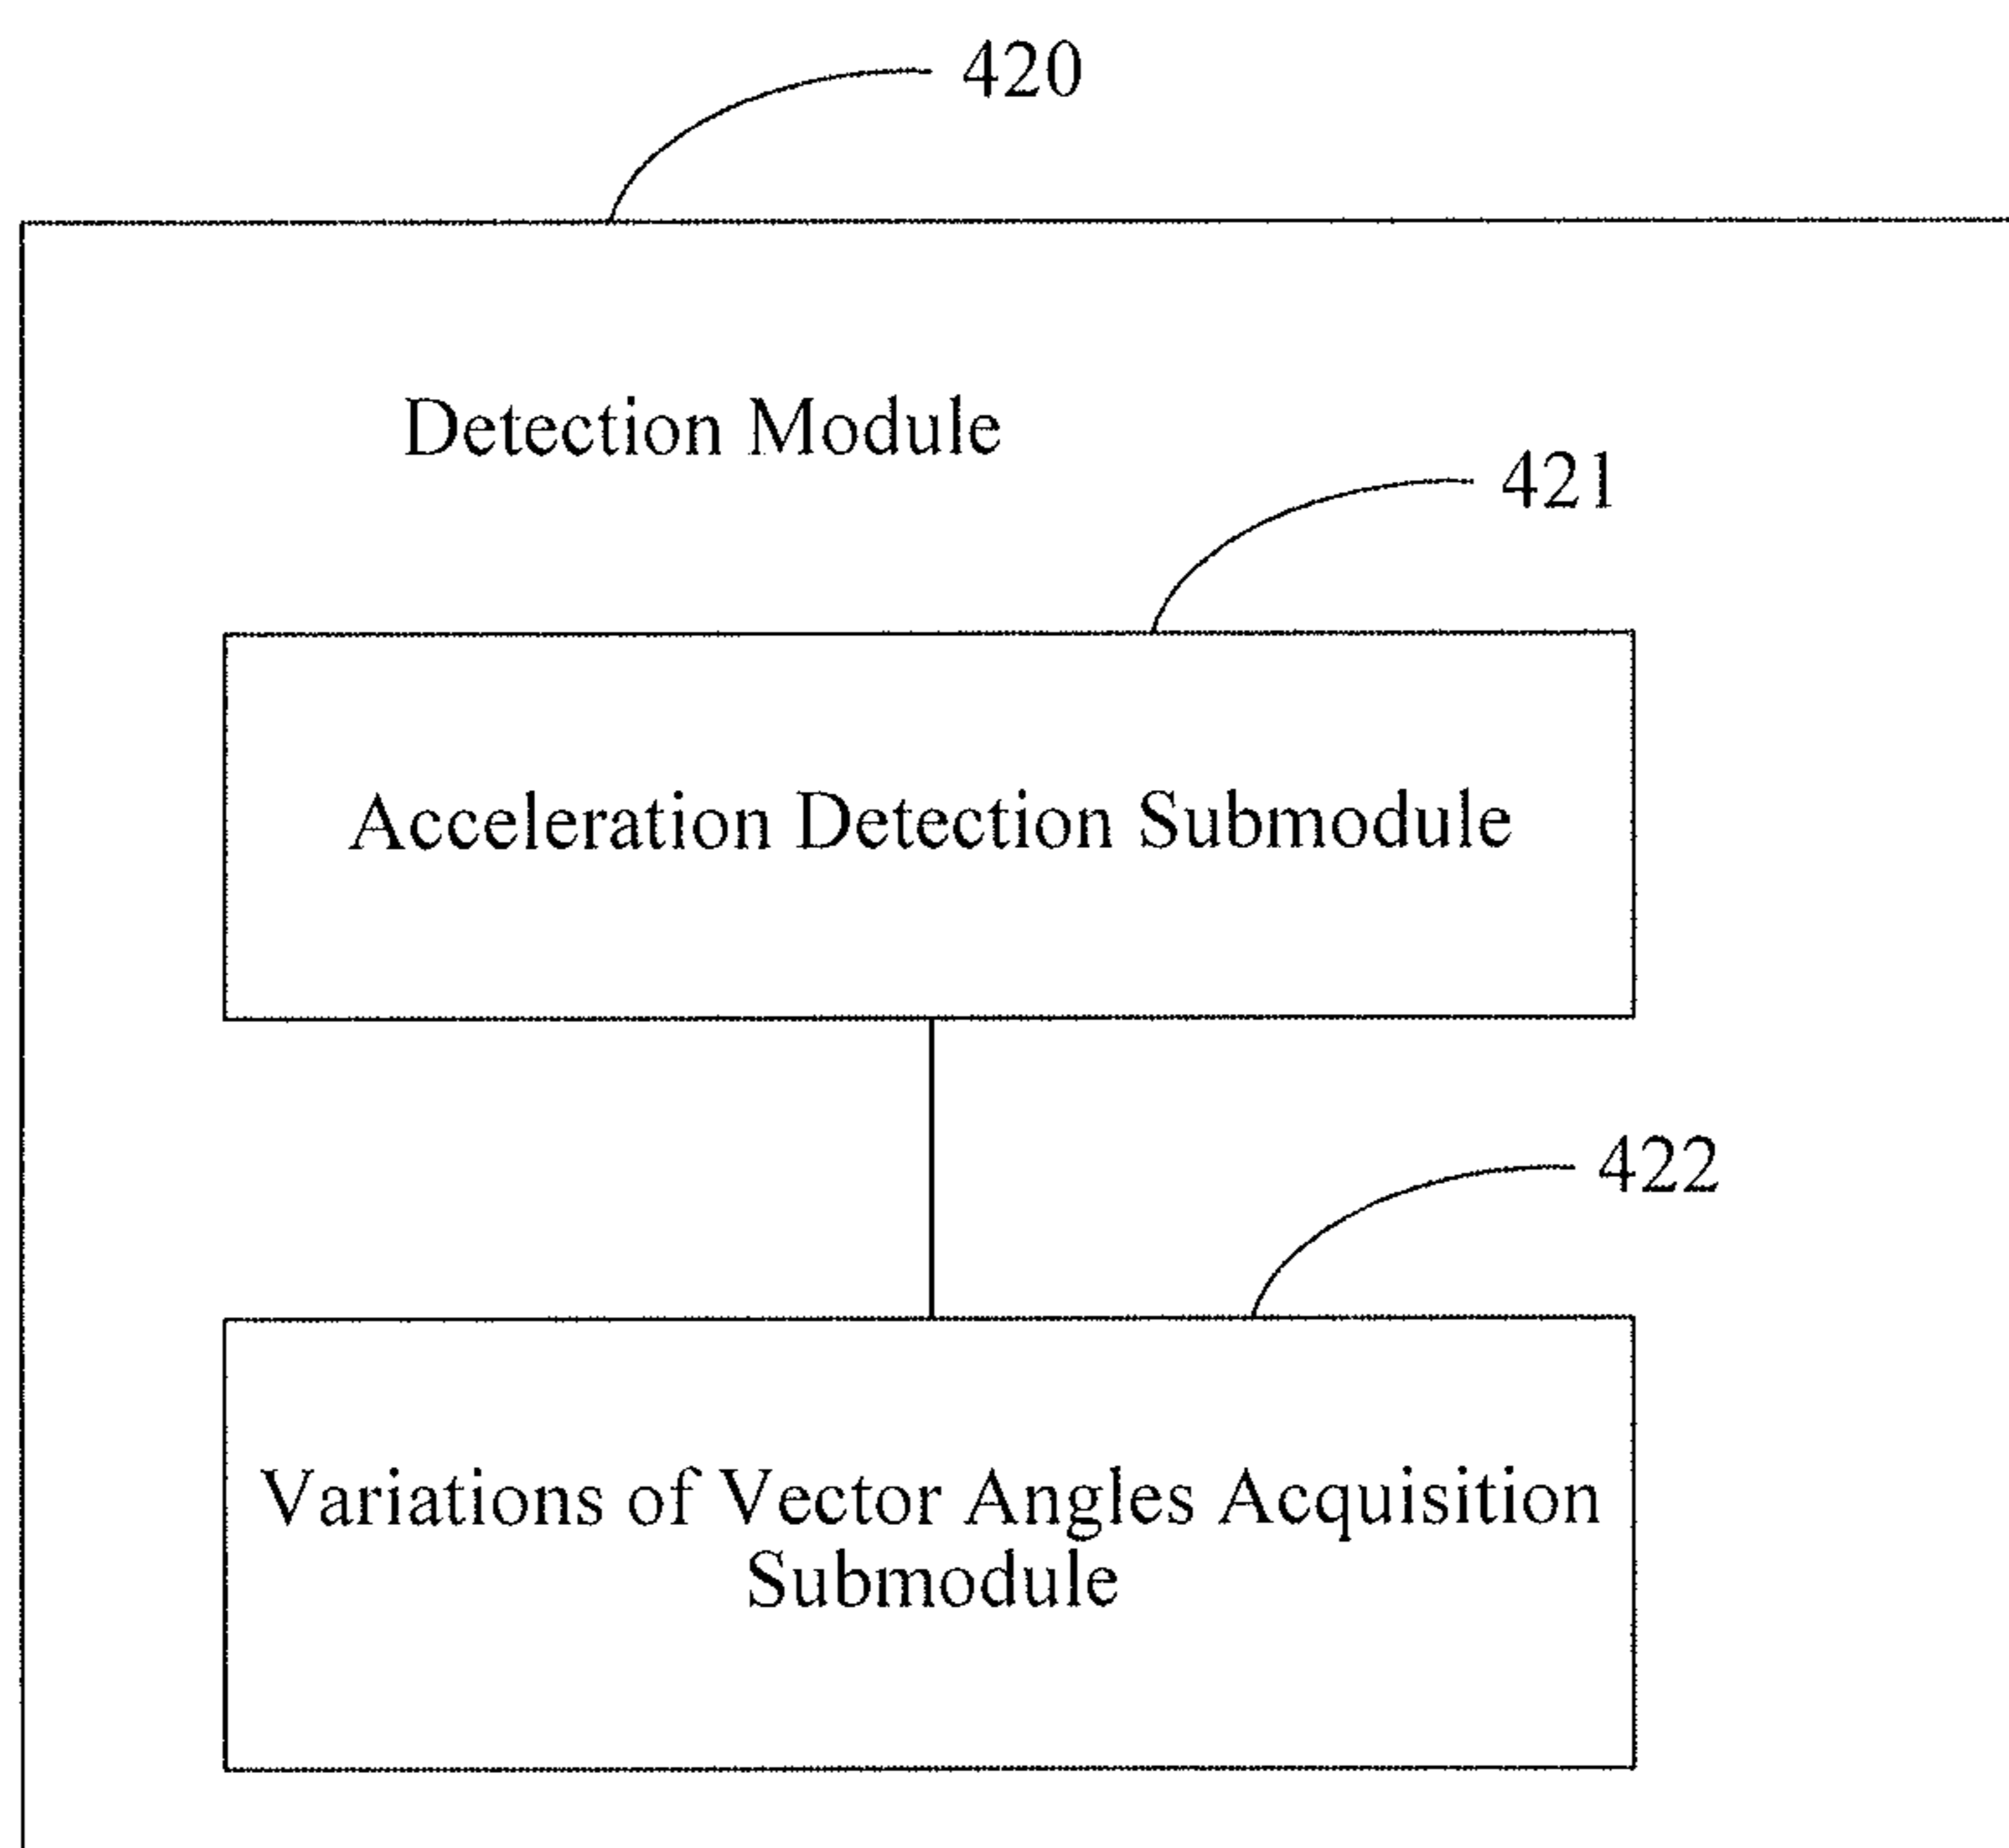 420
Detection Module
421
Acceleration Detection Submodule
422
Variations of Vector Angles Acquisition
Submodule